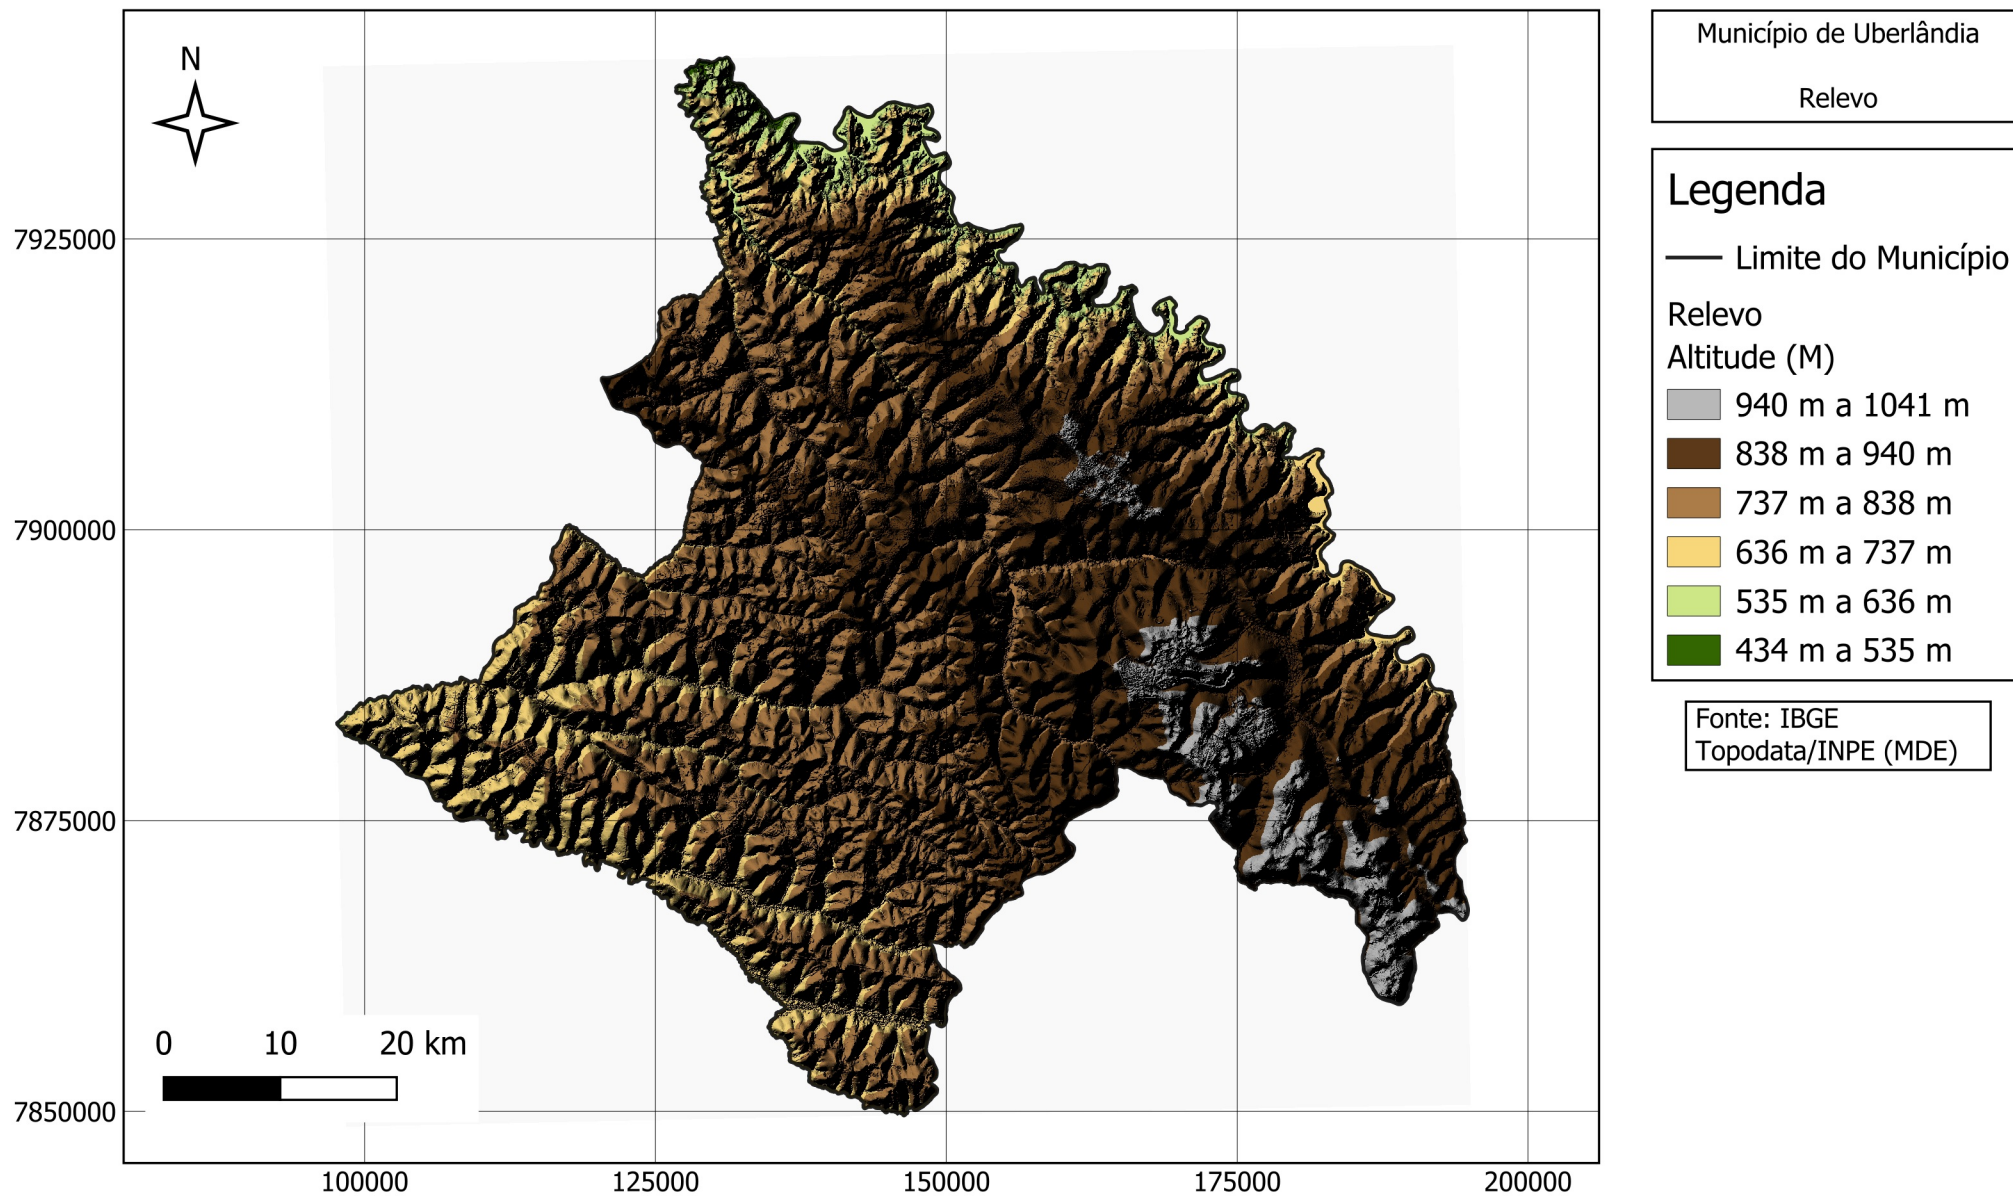 Município de Uberlândia
Relevo
N
Legenda
Limite do Município
Relevo
Altitude (M)
940 m a 1041 m
838 m a 940 m
737 m a 838 m
636 m a 737 m
535 m a 636 m
434 m a 535 m
Fonte: IBGE
Topodata/INPE (MDE)
7925000
7900000
7875000
7850000
0 10 20 km
100000 125000 150000 175000 200000